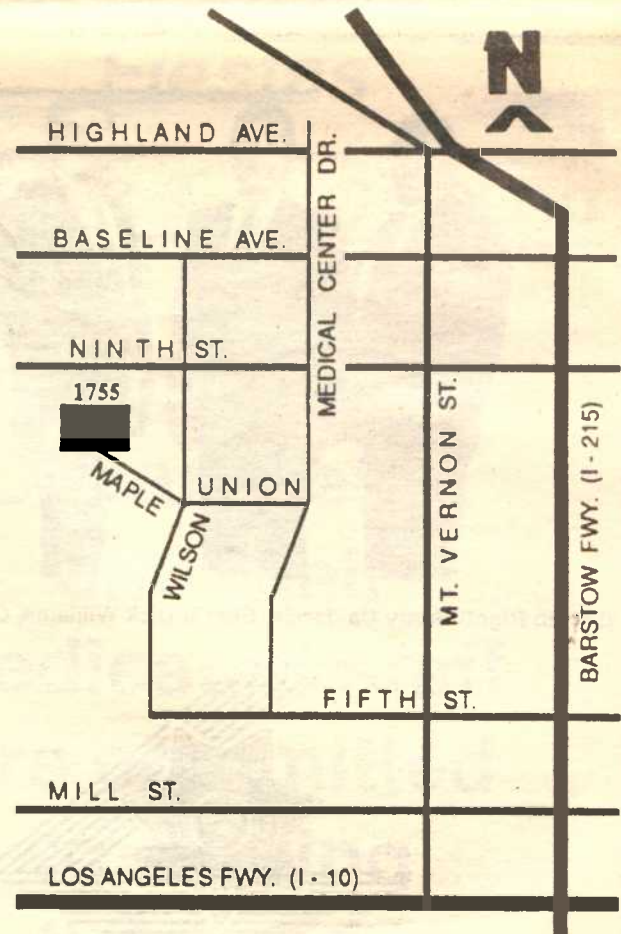 N
HIGHLAND AVE.
MEDICAL CENTER DR.
BASELINE AVE.
NINTH ST.
1755
MAPLE
UNION
WILSON
MT. VERNON ST.
BARSTOW FWY. (I-215)
FIFTH ST.
MILL ST.
LOS ANGELES FWY. (I-10)